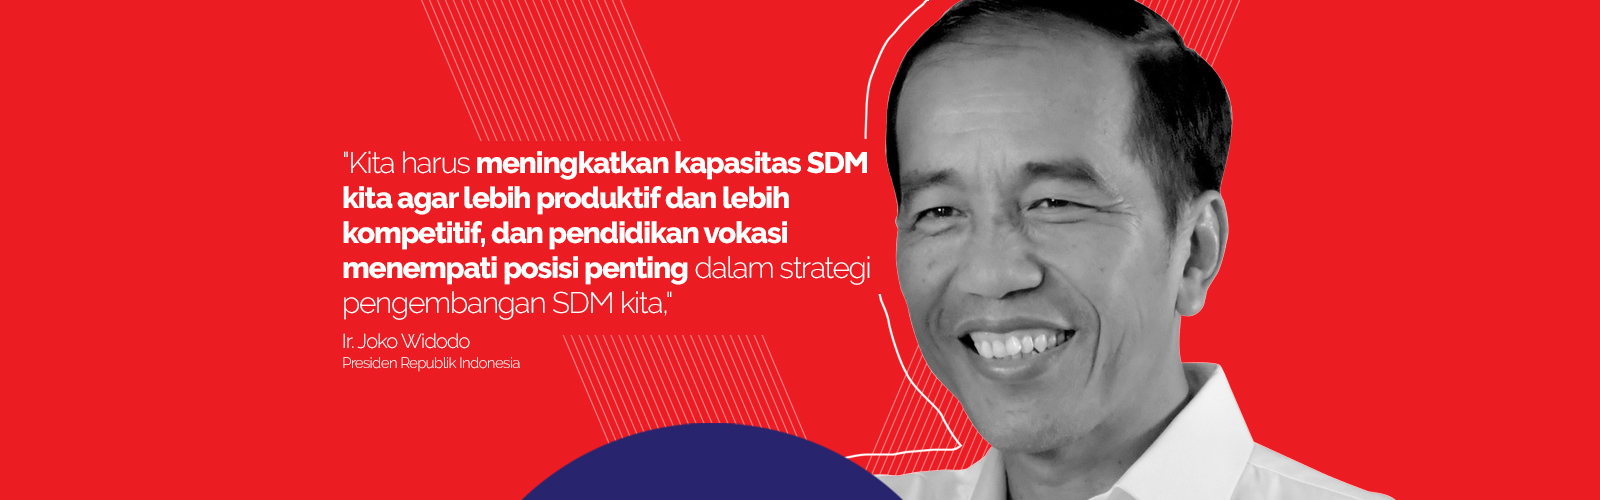 "Kita harus meningkatkan kapasitas SDM
kita agar lebih produktif dan lebih
kompetitif, dan pendidikan vokasi
menempati posisi penting dalam strategi
pengembangan SDM kita,"
Ir. Joko Widodo
Presiden Republik Indonesia